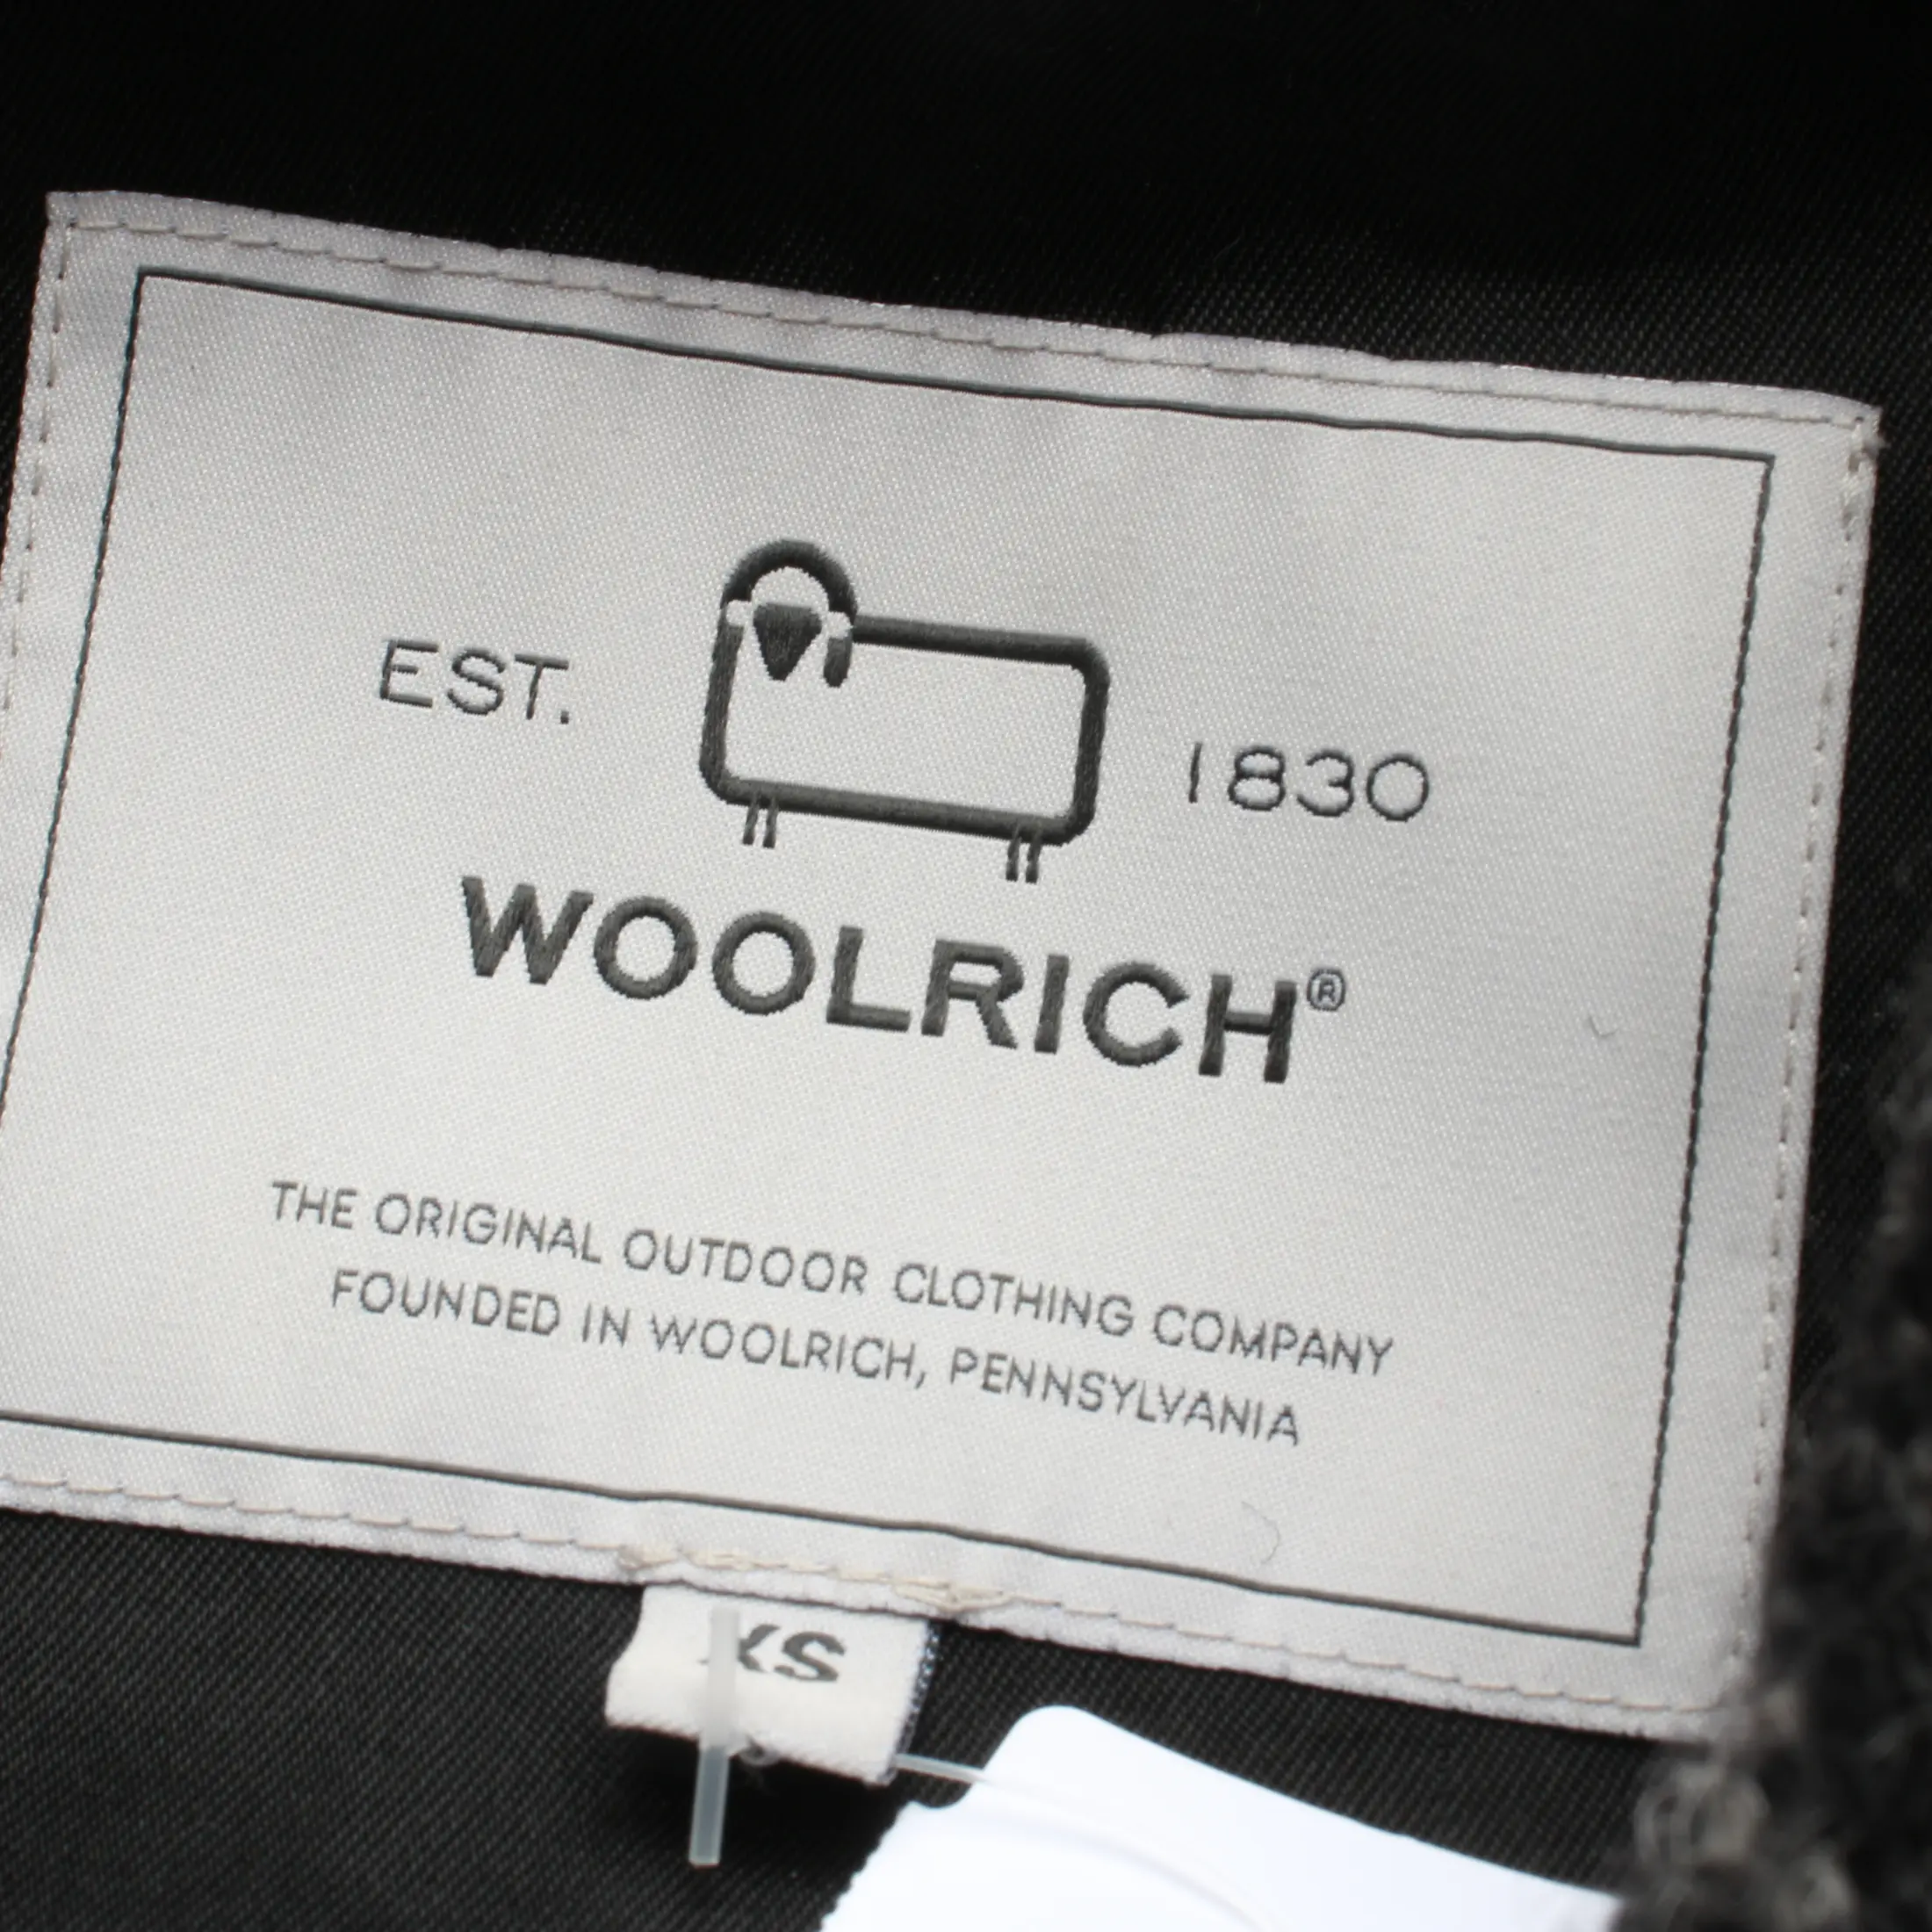 EST. 1830
WOOLRICH®
THE ORIGINAL OUTDOOR CLOTHING COMPANY
FOUNDED IN WOOLRICH, PENNSYLVANIA
XS